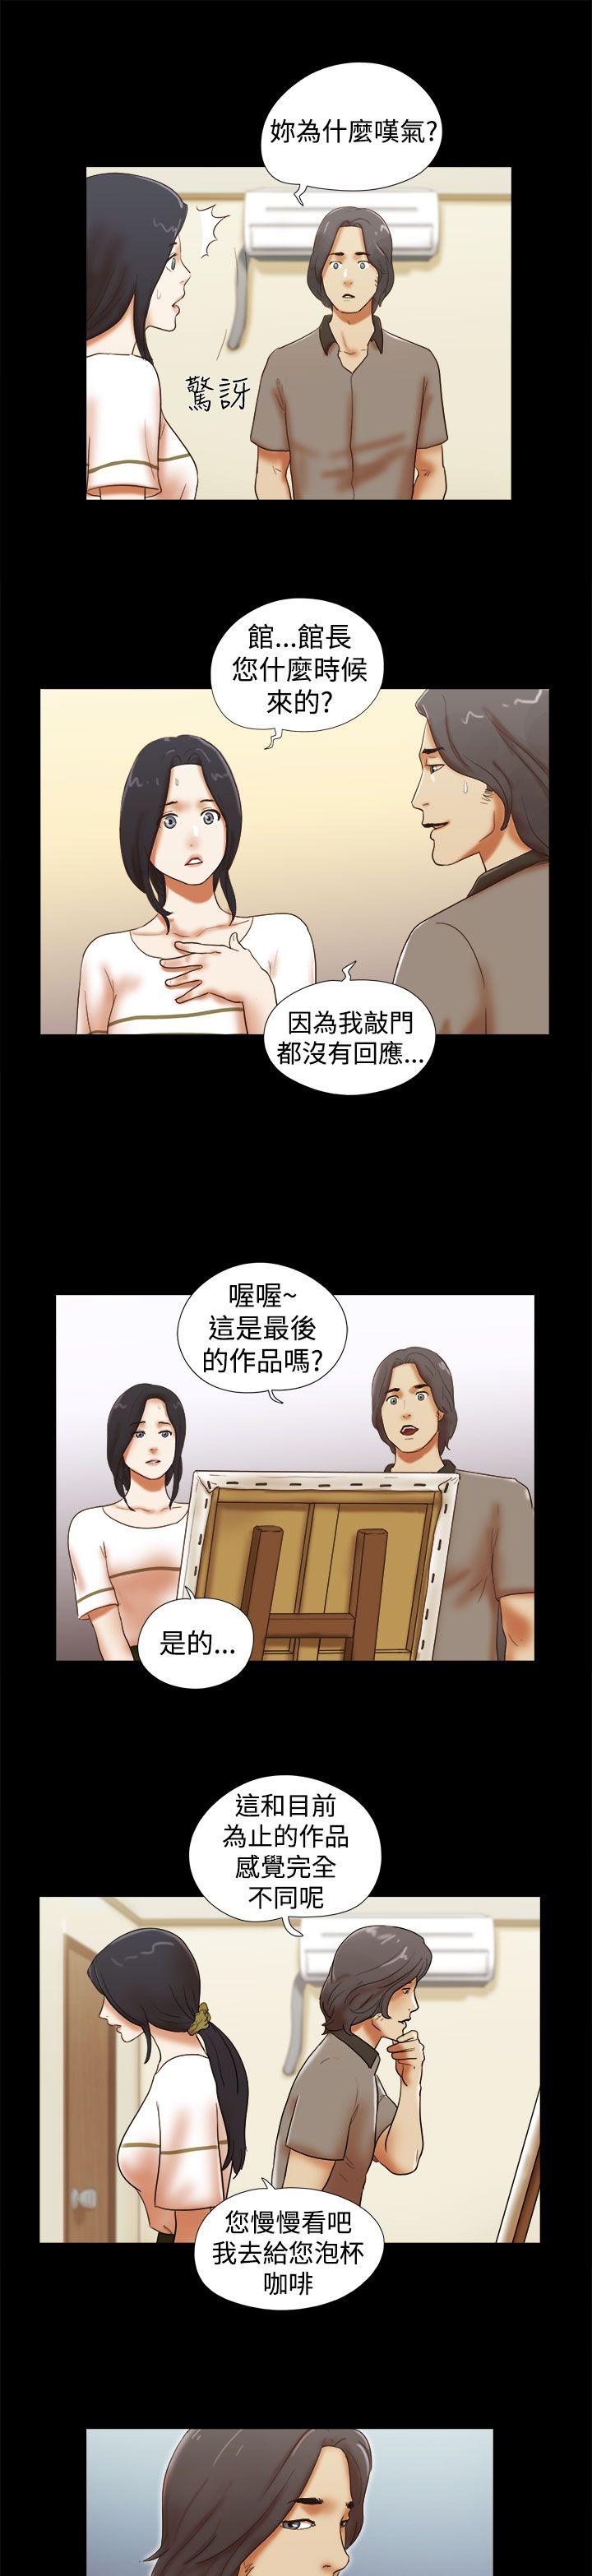 妳為什麼嘆氣?
驚訝
館...館長
您什麼時候
來的?
因為我敲門
都沒有回應...
喔喔~
這是最後
的作品嗎?
是的...
這和目前
為止的作品
感覺完全
不同呢
您慢慢看吧
我去給您泡杯
咖啡